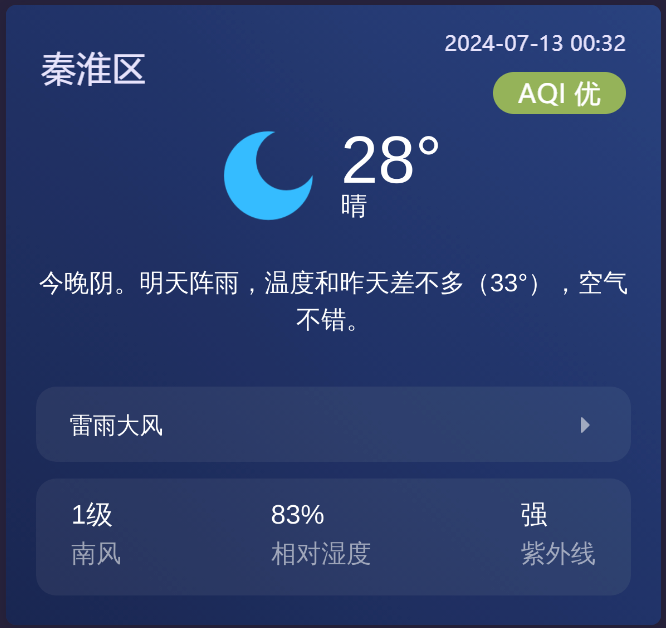 秦淮区
2024-07-13 00:32
AQI 优
28°
晴
今晚阴。明天阵雨，温度和昨天差不多（33°），空气
不错。
雷雨大风
1级 83% 强
南风 相对湿度 紫外线